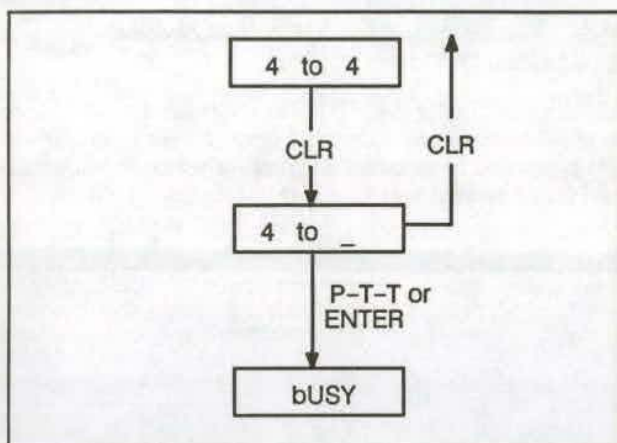 4 to 4
CLR
CLR
4 to _
P-T-T or
ENTER
bUSY